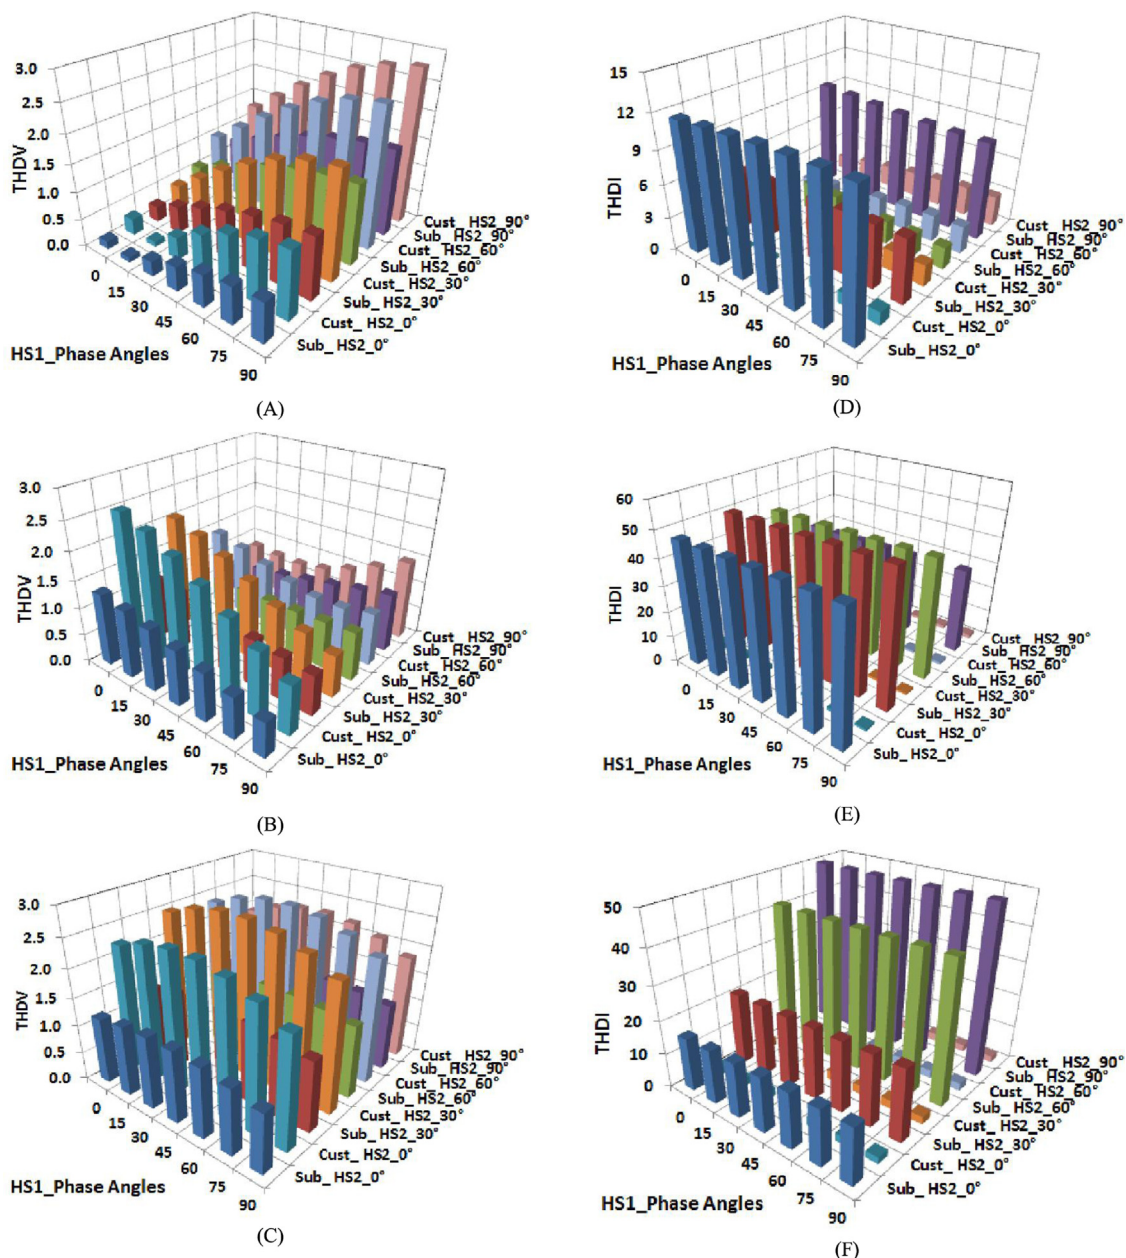 3.0
2.5
2.0
1.5
1.0
0.5
0.0
THDV
0
15
30
45
60
75
90
HS1_Phase Angles
Cust_ HS2_90°
Sub_ HS2_90°
Cust_ HS2_60°
Sub_ HS2_60°
Cust_ HS2_30°
Sub_ HS2_30°
Cust_ HS2_0°
Sub_ HS2_0°
(A)
15
12
9
6
3
0
THDI
0
15
30
45
60
75
90
HS1_Phase Angles
Cust_ HS2_90°
Sub_ HS2_90°
Cust_ HS2_60°
Sub_ HS2_60°
Cust_ HS2_30°
Sub_ HS2_30°
Cust_ HS2_0°
Sub_ HS2_0°
(D)
3.0
2.5
2.0
1.5
1.0
0.5
0.0
THDV
0
15
30
45
60
75
90
HS1_Phase Angles
Cust_ HS2_90°
Sub_ HS2_90°
Cust_ HS2_60°
Sub_ HS2_60°
Cust_ HS2_30°
Sub_ HS2_30°
Cust_ HS2_0°
Sub_ HS2_0°
(B)
60
50
40
30
20
10
0
THDI
0
15
30
45
60
75
90
HS1_Phase Angles
Cust_ HS2_90°
Sub_ HS2_90°
Cust_ HS2_60°
Sub_ HS2_60°
Cust_ HS2_30°
Sub_ HS2_30°
Cust_ HS2_0°
Sub_ HS2_0°
(E)
3.0
2.5
2.0
1.5
1.0
0.5
0.0
THDV
0
15
30
45
60
75
90
HS1_Phase Angles
Cust_ HS2_90°
Sub_ HS2_90°
Cust_ HS2_60°
Sub_ HS2_60°
Cust_ HS2_30°
Sub_ HS2_30°
Cust_ HS2_0°
Sub_ HS2_0°
(C)
50
40
30
20
10
0
THDI
0
15
30
45
60
75
90
HS1_Phase Angles
Cust_ HS2_90°
Sub_ HS2_90°
Cust_ HS2_60°
Sub_ HS2_60°
Cust_ HS2_30°
Sub_ HS2_30°
Cust_ HS2_0°
Sub_ HS2_0°
(F)